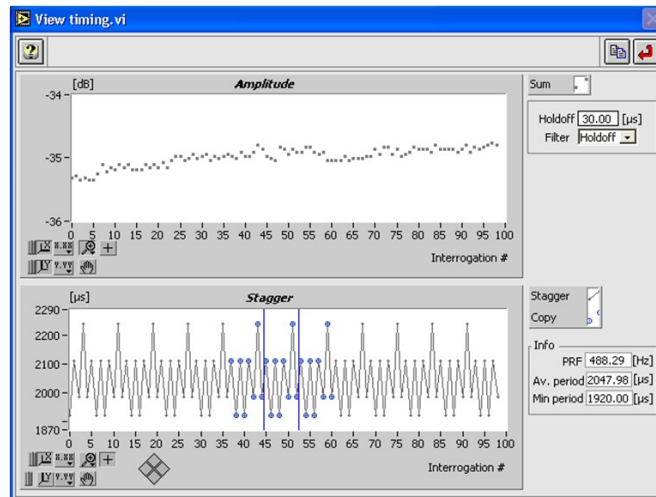 View timing.vi
[dB] Amplitude
-34
-35
-36
0 5 10 15 20 25 30 35 40 45 50 55 60 65 70 75 80 85 90 95 100
Interrogation #
Sum
Holdoff 30.00 [µs]
Filter Holdoff
[µs] Stagger
2290
2200
2100
2000
1870
0 5 10 15 20 25 30 35 40 45 50 55 60 65 70 75 80 85 90 95 100
Interrogation #
Stagger
Copy
Info
PRF 488.29 [Hz]
Av. period 2047.98 [µs]
Min period 1920.00 [µs]